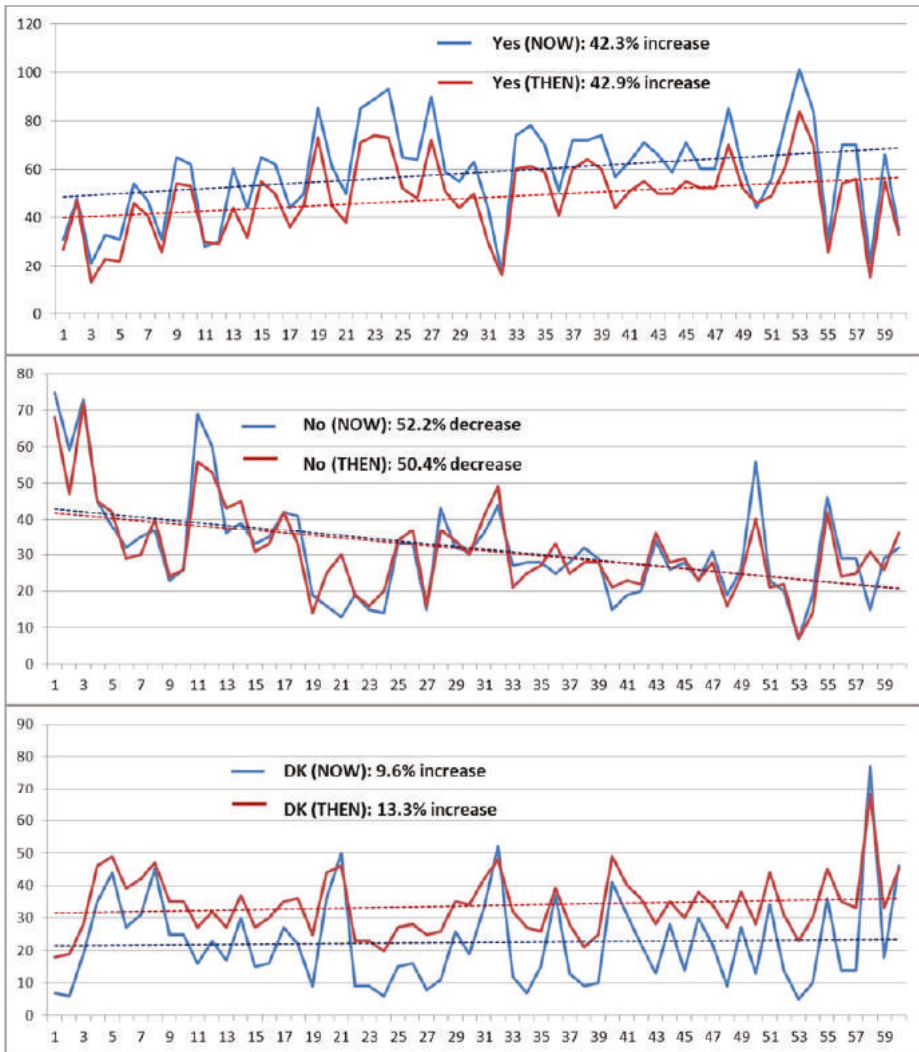 120
100
80
60
40
20
0
Yes (NOW): 42.3% increase
Yes (THEN): 42.9% increase
1 3 5 7 9 11 13 15 17 19 21 23 25 27 29 31 33 35 37 39 41 43 45 47 49 51 53 55 57 59
80
70
60
50
40
30
20
10
0
No (NOW): 52.2% decrease
No (THEN): 50.4% decrease
1 3 5 7 9 11 13 15 17 19 21 23 25 27 29 31 33 35 37 39 41 43 45 47 49 51 53 55 57 59
90
80
70
60
50
40
30
20
10
0
DK (NOW): 9.6% increase
DK (THEN): 13.3% increase
1 3 5 7 9 11 13 15 17 19 21 23 25 27 29 31 33 35 37 39 41 43 45 47 49 51 53 55 57 59